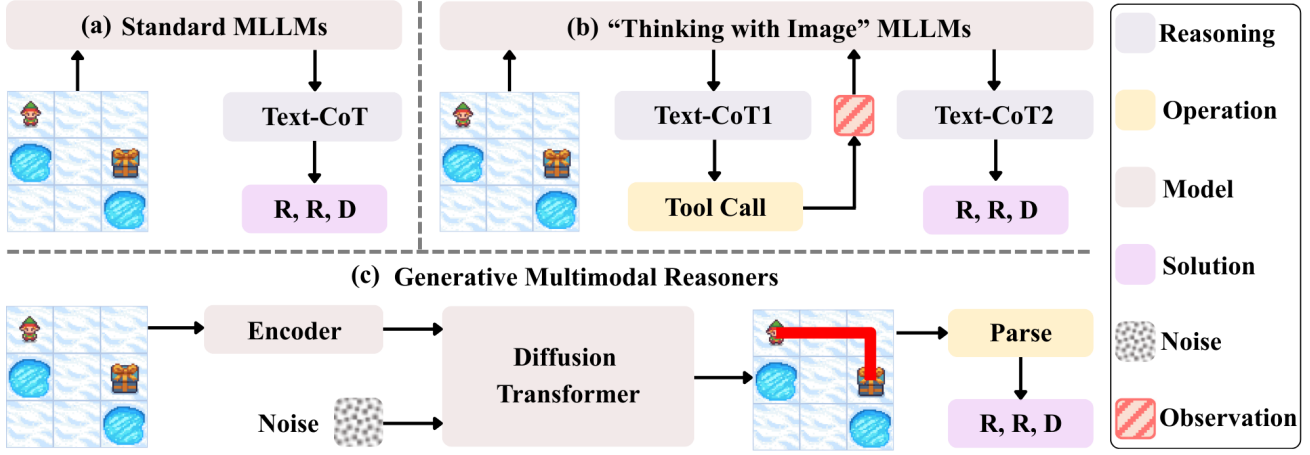 (a) Standard MLLMs
Text-CoT
R, R, D
(b) “Thinking with Image” MLLMs
Text-CoT1
Tool Call
Text-CoT2
R, R, D
(c) Generative Multimodal Reasoners
Encoder
Noise
Diffusion
Transformer
Parse
R, R, D
Reasoning
Operation
Model
Solution
Noise
Observation